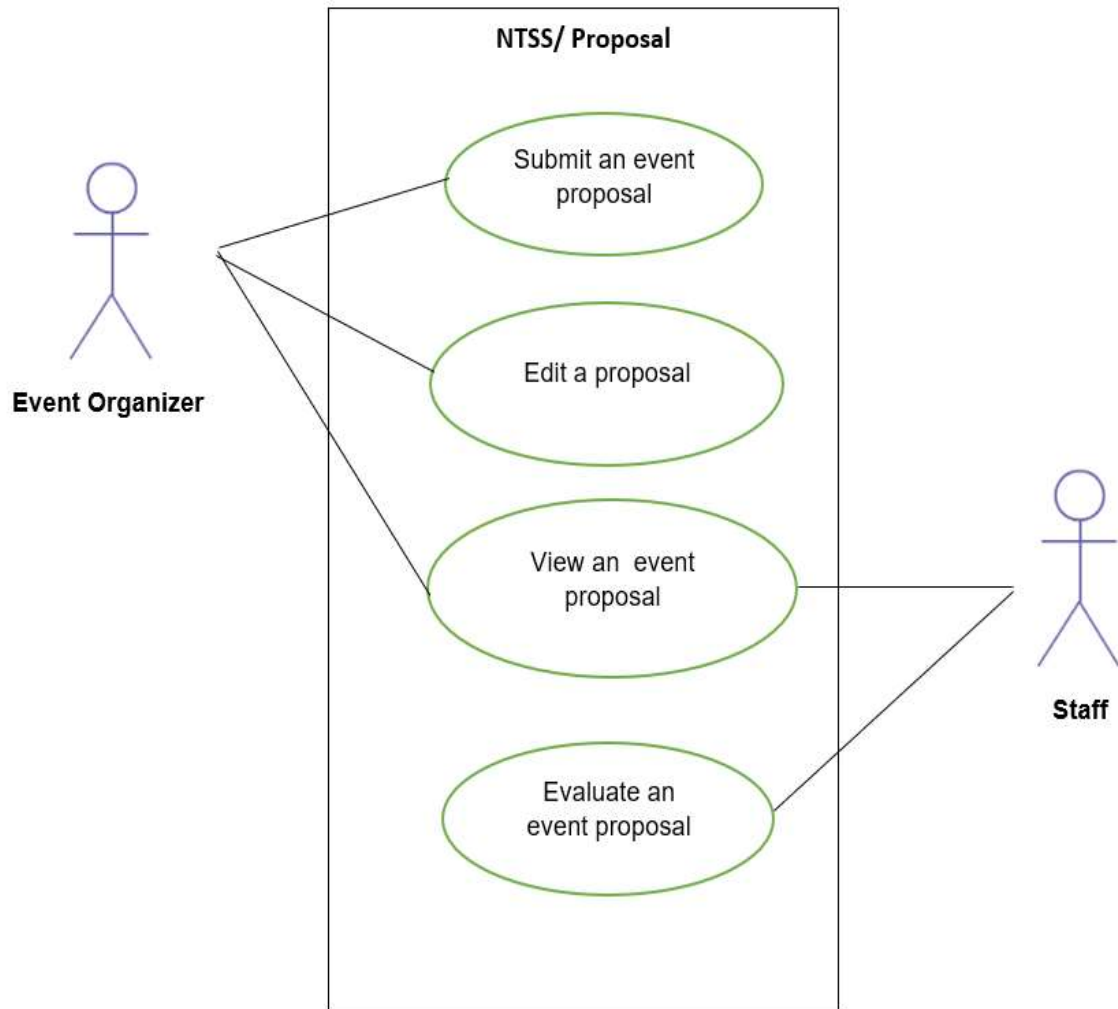 NTSS/ Proposal
Submit an event
proposal
Event Organizer
Edit a proposal
View an event
proposal
Staff
Evaluate an
event proposal